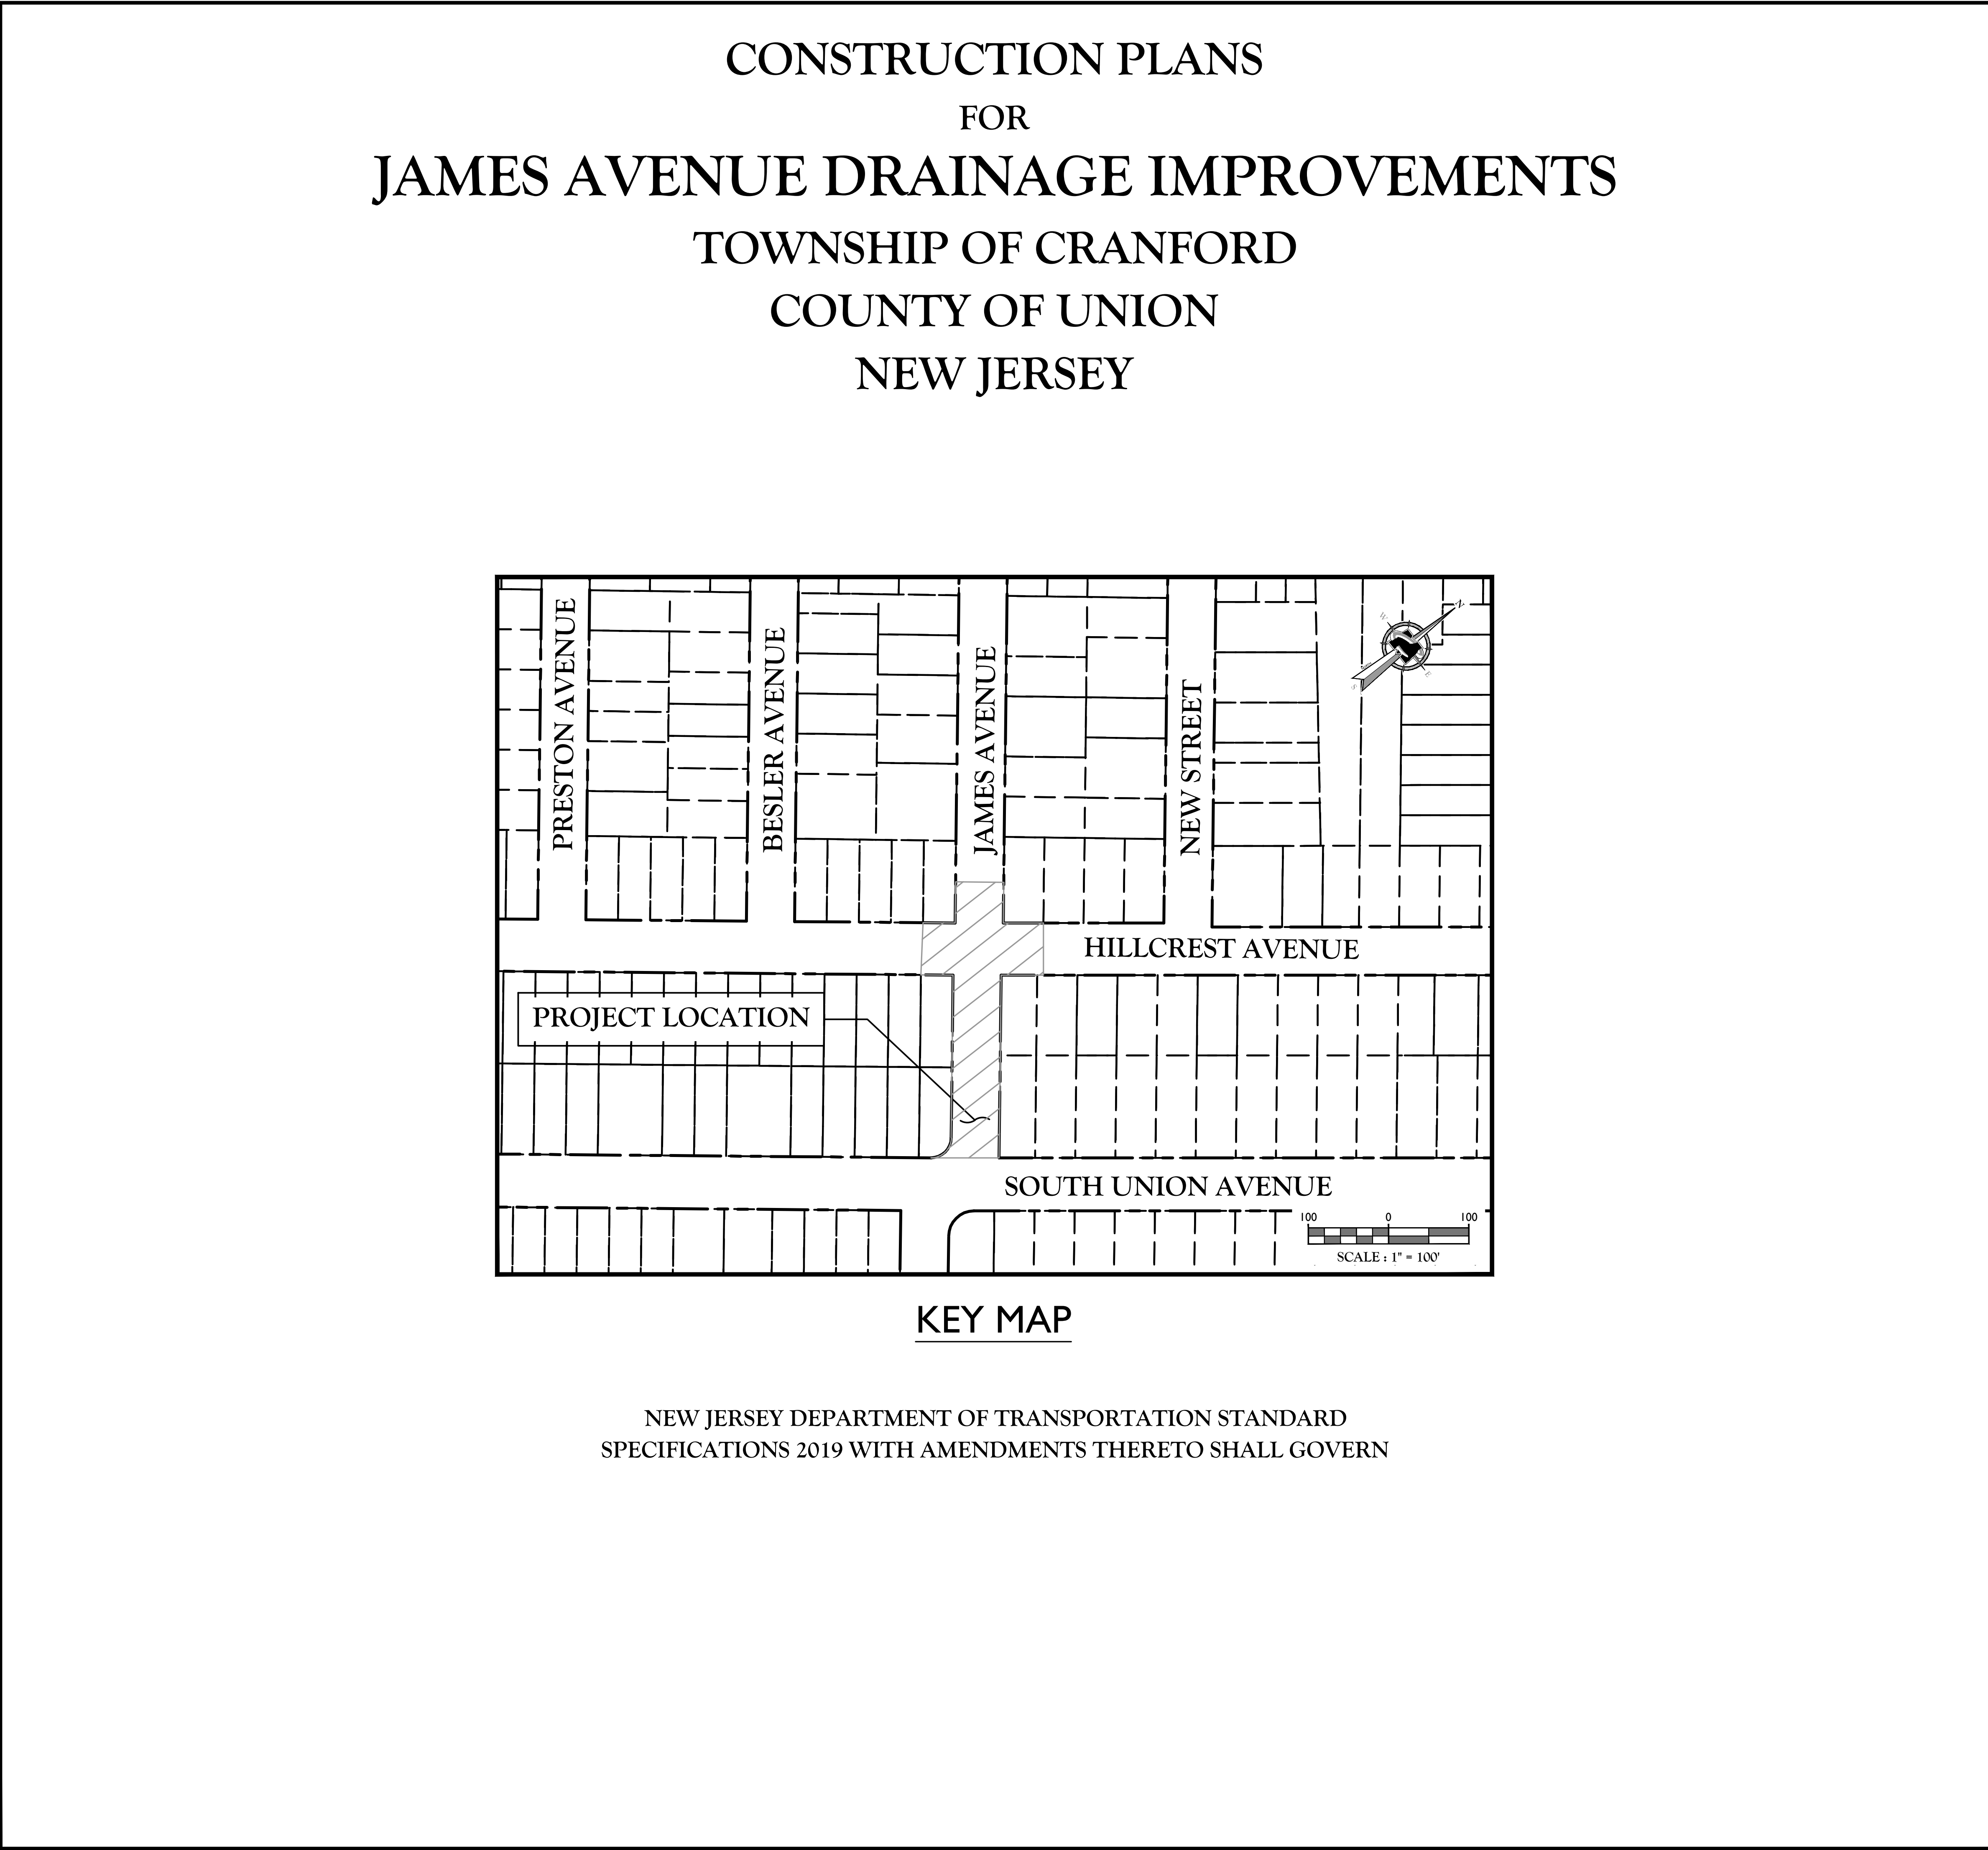 CONSTRUCTION PLANS
FOR
JAMES AVENUE DRAINAGE IMPROVEMENTS
TOWNSHIP OF CRANFORD
COUNTY OF UNION
NEW JERSEY
PRESTON AVENUE
BESLER AVENUE
JAMES AVENUE
NEW STREET
N
W
E
S
HILLCREST AVENUE
PROJECT LOCATION
SOUTH UNION AVENUE
100 0 100
SCALE : 1" = 100'
KEY MAP
NEW JERSEY DEPARTMENT OF TRANSPORTATION STANDARD
SPECIFICATIONS 2019 WITH AMENDMENTS THERETO SHALL GOVERN